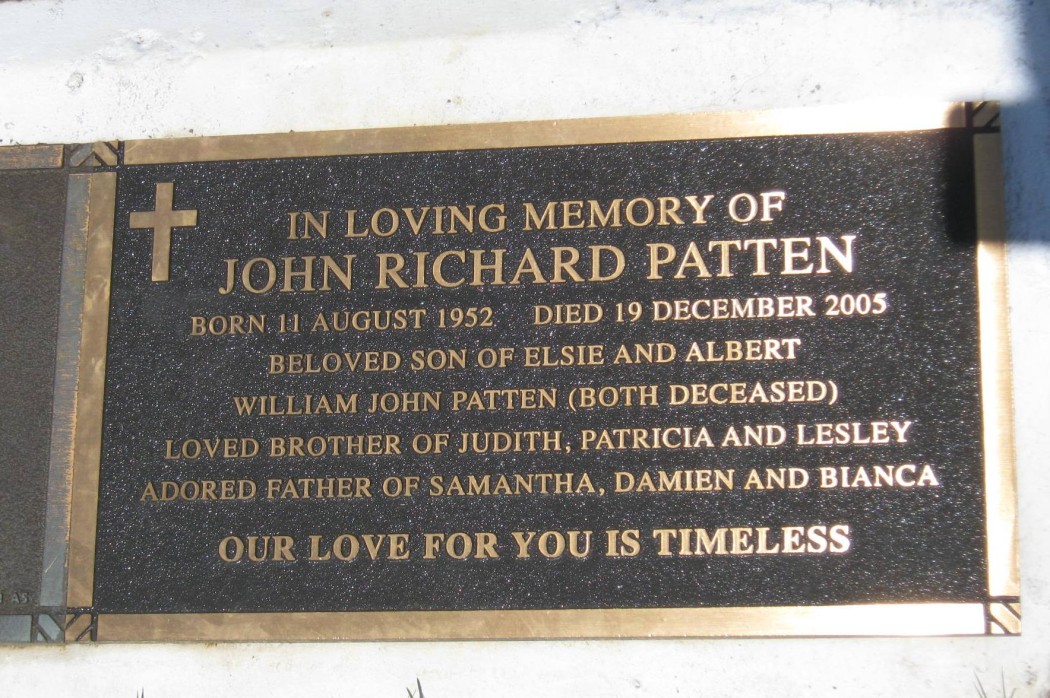 IN LOVING MEMORY OF
JOHN RICHARD PATTEN
BORN 11 AUGUST 1952 DIED 19 DECEMBER 2005
BELOVED SON OF ELSIE AND ALBERT
WILLIAM JOHN PATTEN (BOTH DECEASED)
LOVED BROTHER OF JUDITH, PATRICIA AND LESLEY
ADORED FATHER OF SAMANTHA, DAMIEN AND BIANCA
OUR LOVE FOR YOU IS TIMELESS